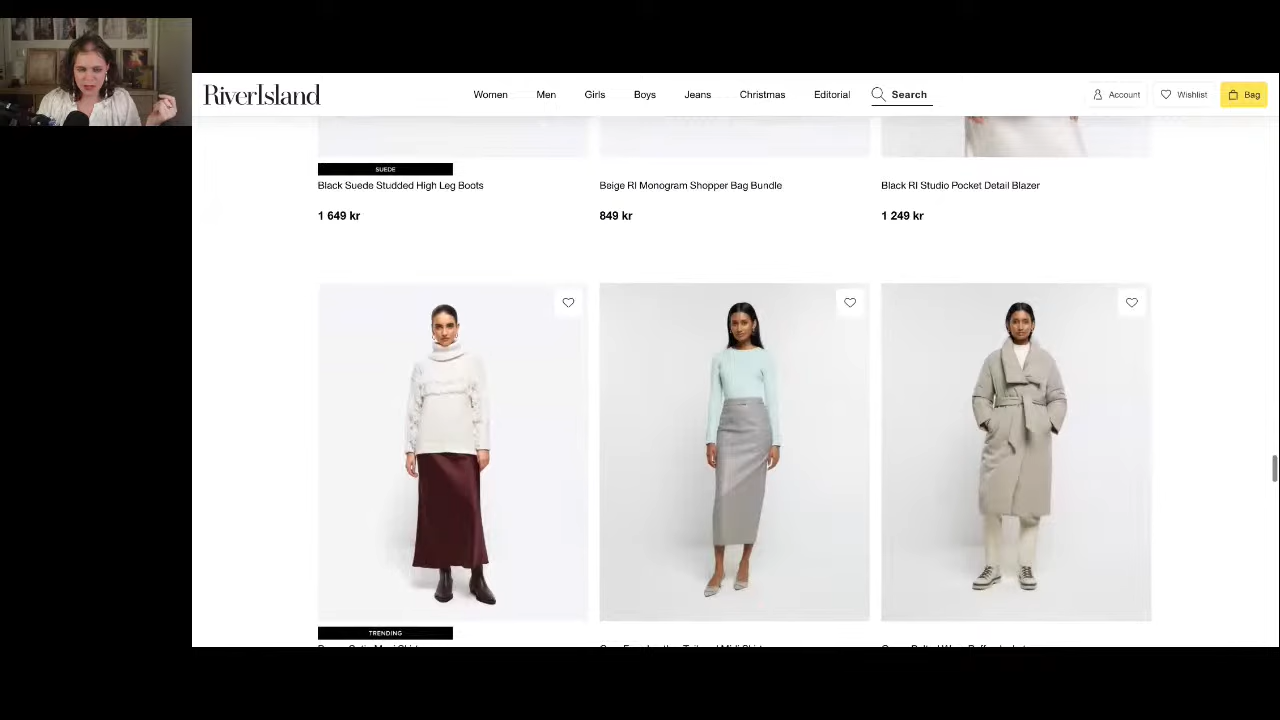 RiverIsland
Women Men Girls Boys Jeans Christmas Editorial Search Account Wishlist Bag
SUEDE
Black Suede Studded High Leg Boots
1 649 kr
Beige RI Monogram Shopper Bag Bundle
849 kr
Black RI Studio Pocket Detail Blazer
1 249 kr
TRENDING